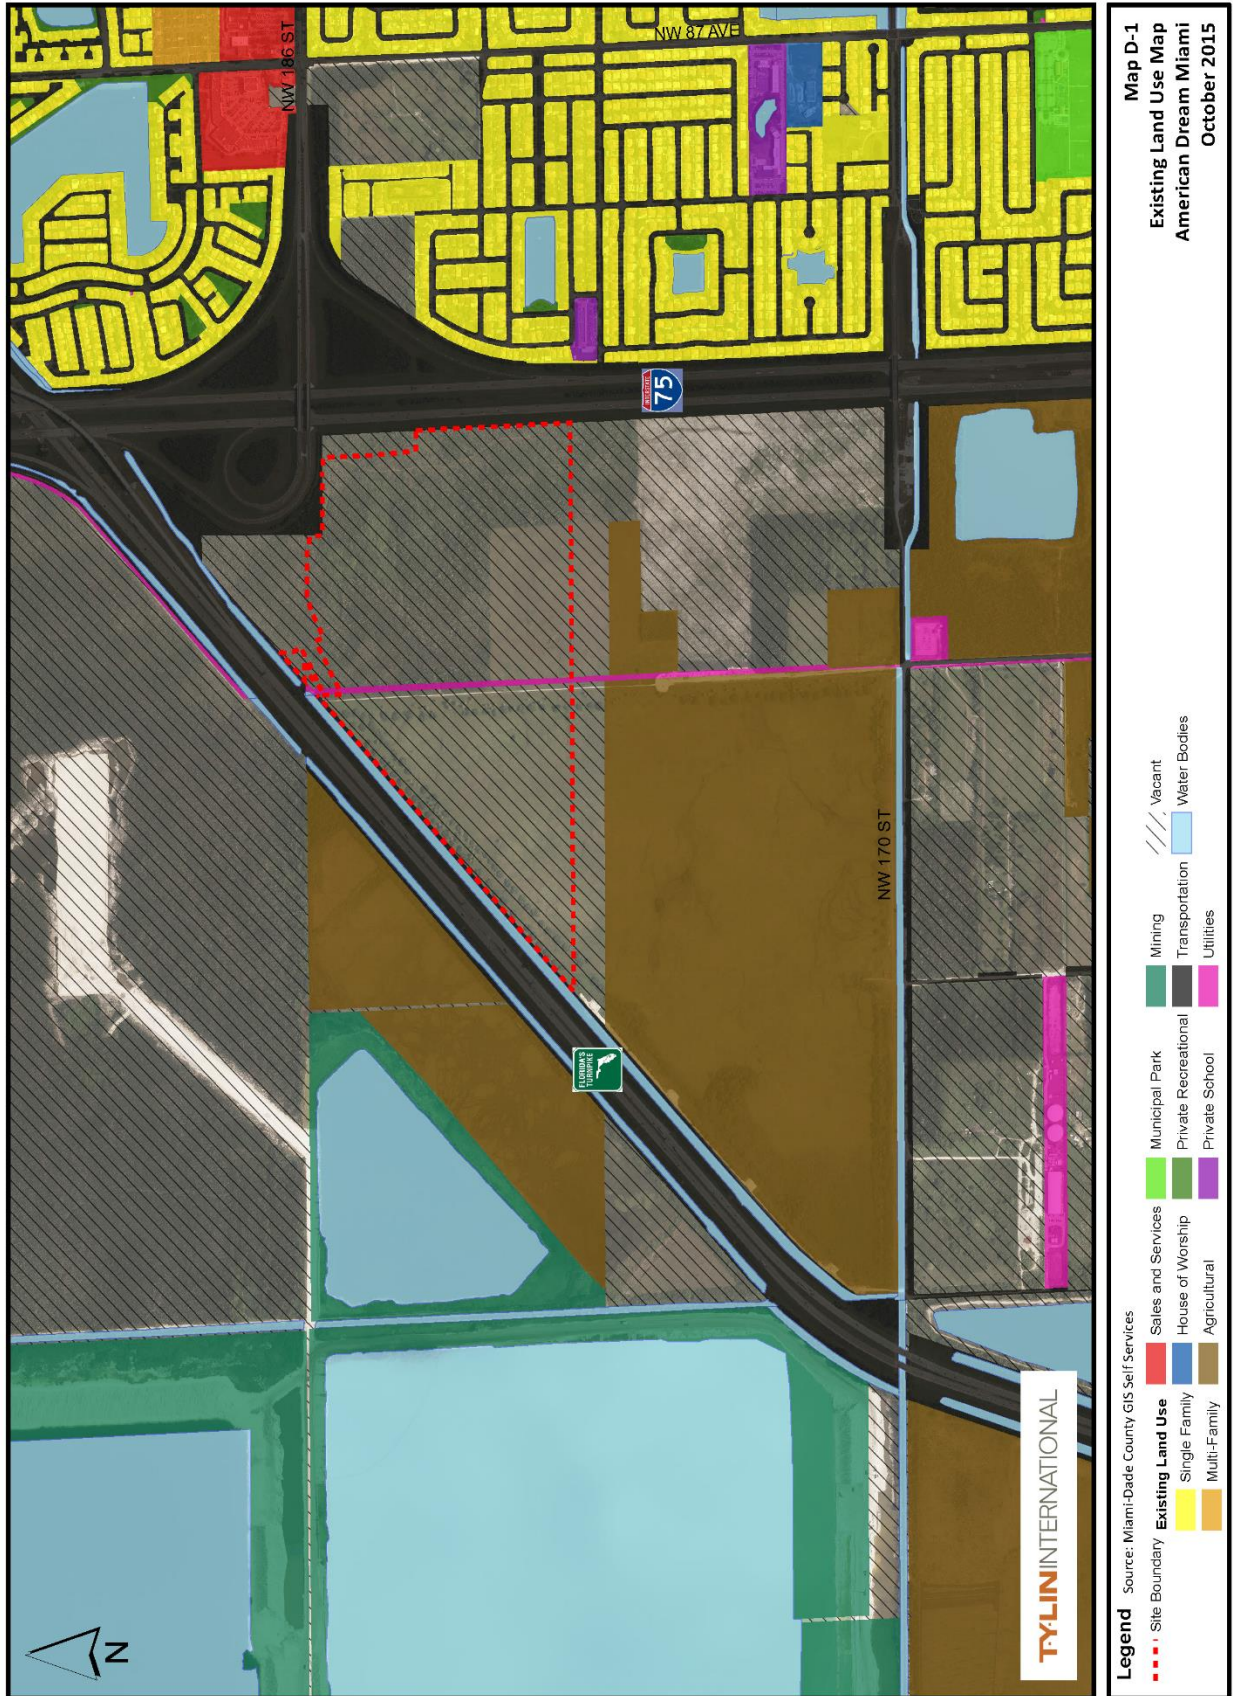 NW 186 ST
NW 87 AVE
INTERSTATE
75
FLORIDA'S
TURNPIKE
NW 170 ST
N
TYLININTERNATIONAL
Legend
Source: Miami-Dade County GIS Self Services
Site Boundary
Existing Land Use
Single Family
Multi-Family
Sales and Services
House of Worship
Agricultural
Municipal Park
Private Recreational
Private School
Mining
Transportation
Utilities
Vacant
Water Bodies
Map D-1
Existing Land Use Map
American Dream Miami
October 2015